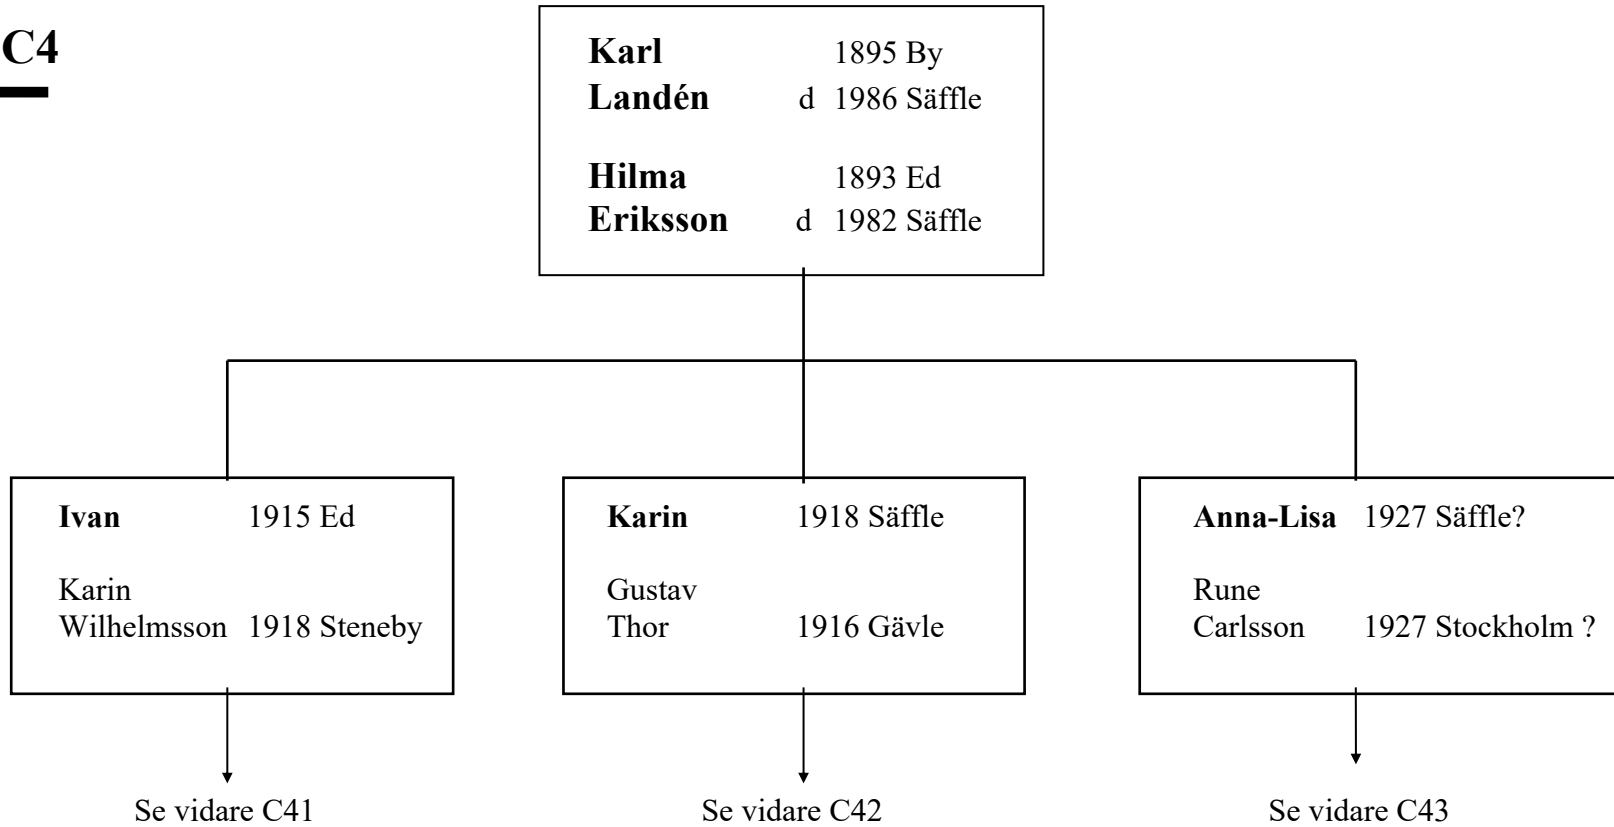 C4
Karl 1895 By
Landén d 1986 Säffle
Hilma 1893 Ed
Eriksson d 1982 Säffle
Ivan 1915 Ed
Karin
Wilhelmsson 1918 Steneby
Karin 1918 Säffle
Gustav
Thor 1916 Gävle
Anna-Lisa 1927 Säffle?
Rune
Carlsson 1927 Stockholm ?
Se vidare C41
Se vidare C42
Se vidare C43